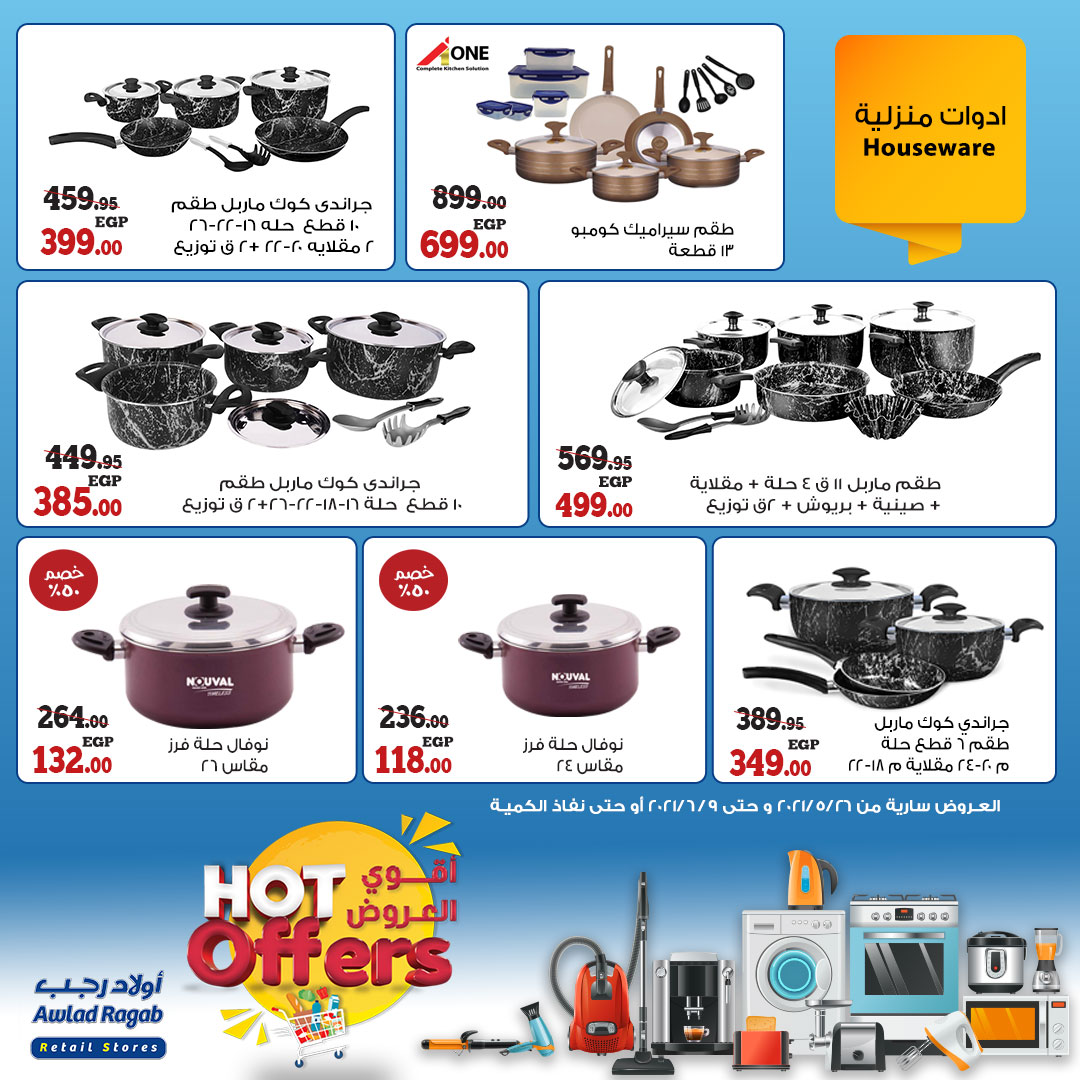 ادوات منزلية
Houseware
ONE
Complete Kitchen Solution
899.00
EGP
699.00
طقم سيراميك كومبو
١٣ قطعة
459.95
EGP
399.00
جراندى كوك ماربل طقم
١٠ قطع حله ١٦-٢٢-٢٦
٢ مقلايه ٢٠-٢٢ +٢ ق توزيع
569.95
EGP
499.00
طقم ماربل ١١ ق ٤ حلة + مقلاية
+ صينية + بريوش + ٢ق توزيع
449.95
EGP
385.00
جراندى كوك ماربل طقم
١٠ قطع حلة ١٦-١٨-٢٢-٢٦+٢ ق توزيع
389.95
EGP
349.00
جراندي كوك ماربل
طقم ٦ قطع حلة
م ٢٠-٢٤ مقلاية م ١٨-٢٢
خصم
٥٠٪
NOUVAL
236.00
EGP
118.00
نوفال حلة فرز
مقاس ٢٤
خصم
٥٠٪
NOUVAL
264.00
EGP
132.00
نوفال حلة فرز
مقاس ٢٦
العروض سارية من ٢٠٢١/٥/٢٦ و حتى ٢٠٢١/٦/٩ أو حتى نفاذ الكمية
أقــوي
العروض
HOT
Offers
أولاد رجب
Awlad Ragab
Retail Stores